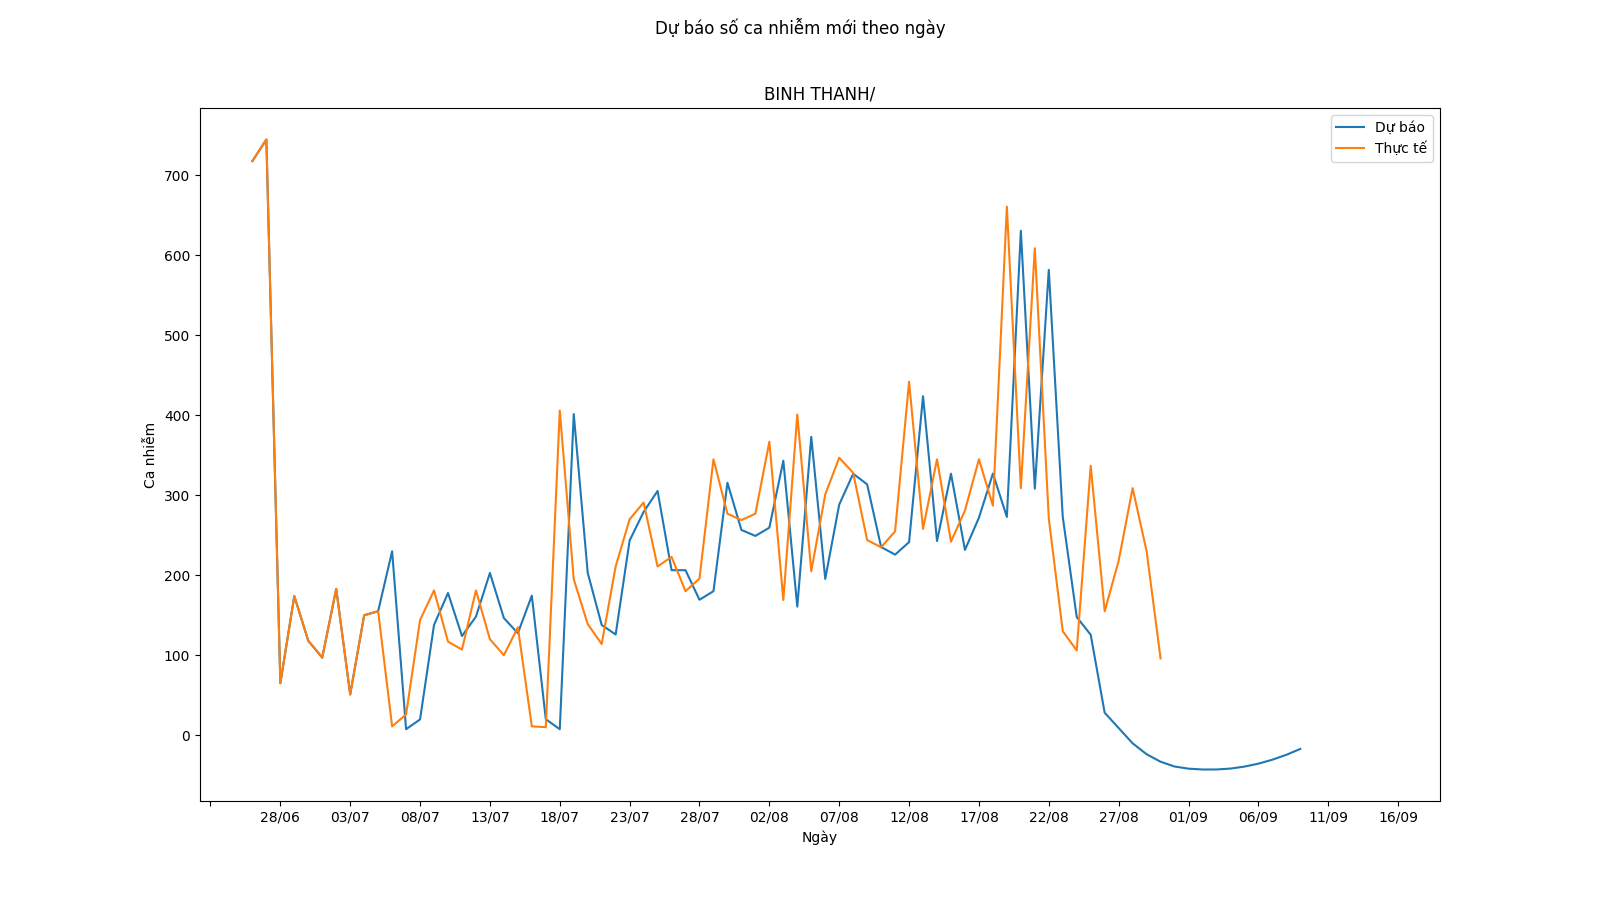 Dự báo số ca nhiễm mới theo ngày
BINH THANH/
Dự báo
Thực tế
700
600
500
400
300
200
100
0
Ca nhiễm
28/06 03/07 08/07 13/07 18/07 23/07 28/07 02/08 07/08 12/08 17/08 22/08 27/08 01/09 06/09 11/09 16/09
Ngày